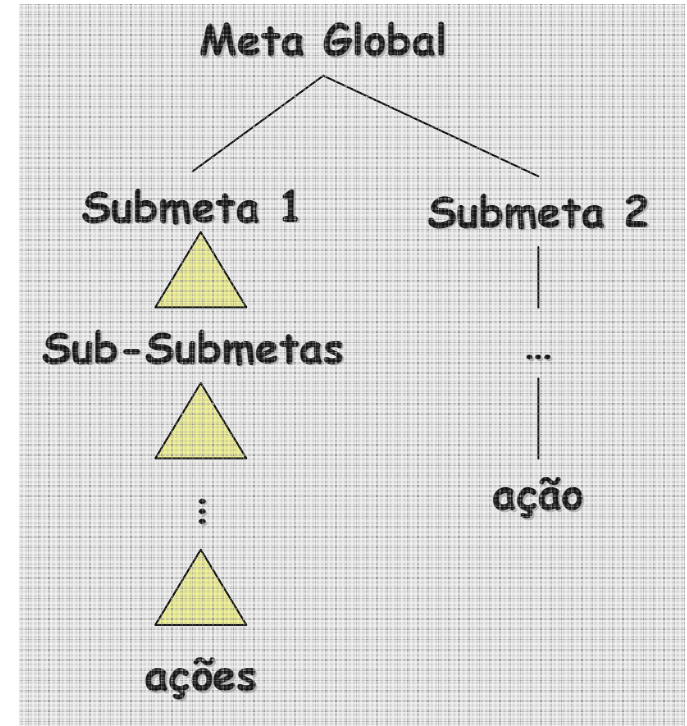 Meta Global
Submeta 1
Submeta 2
Sub-Submetas
...
ação
...
ações